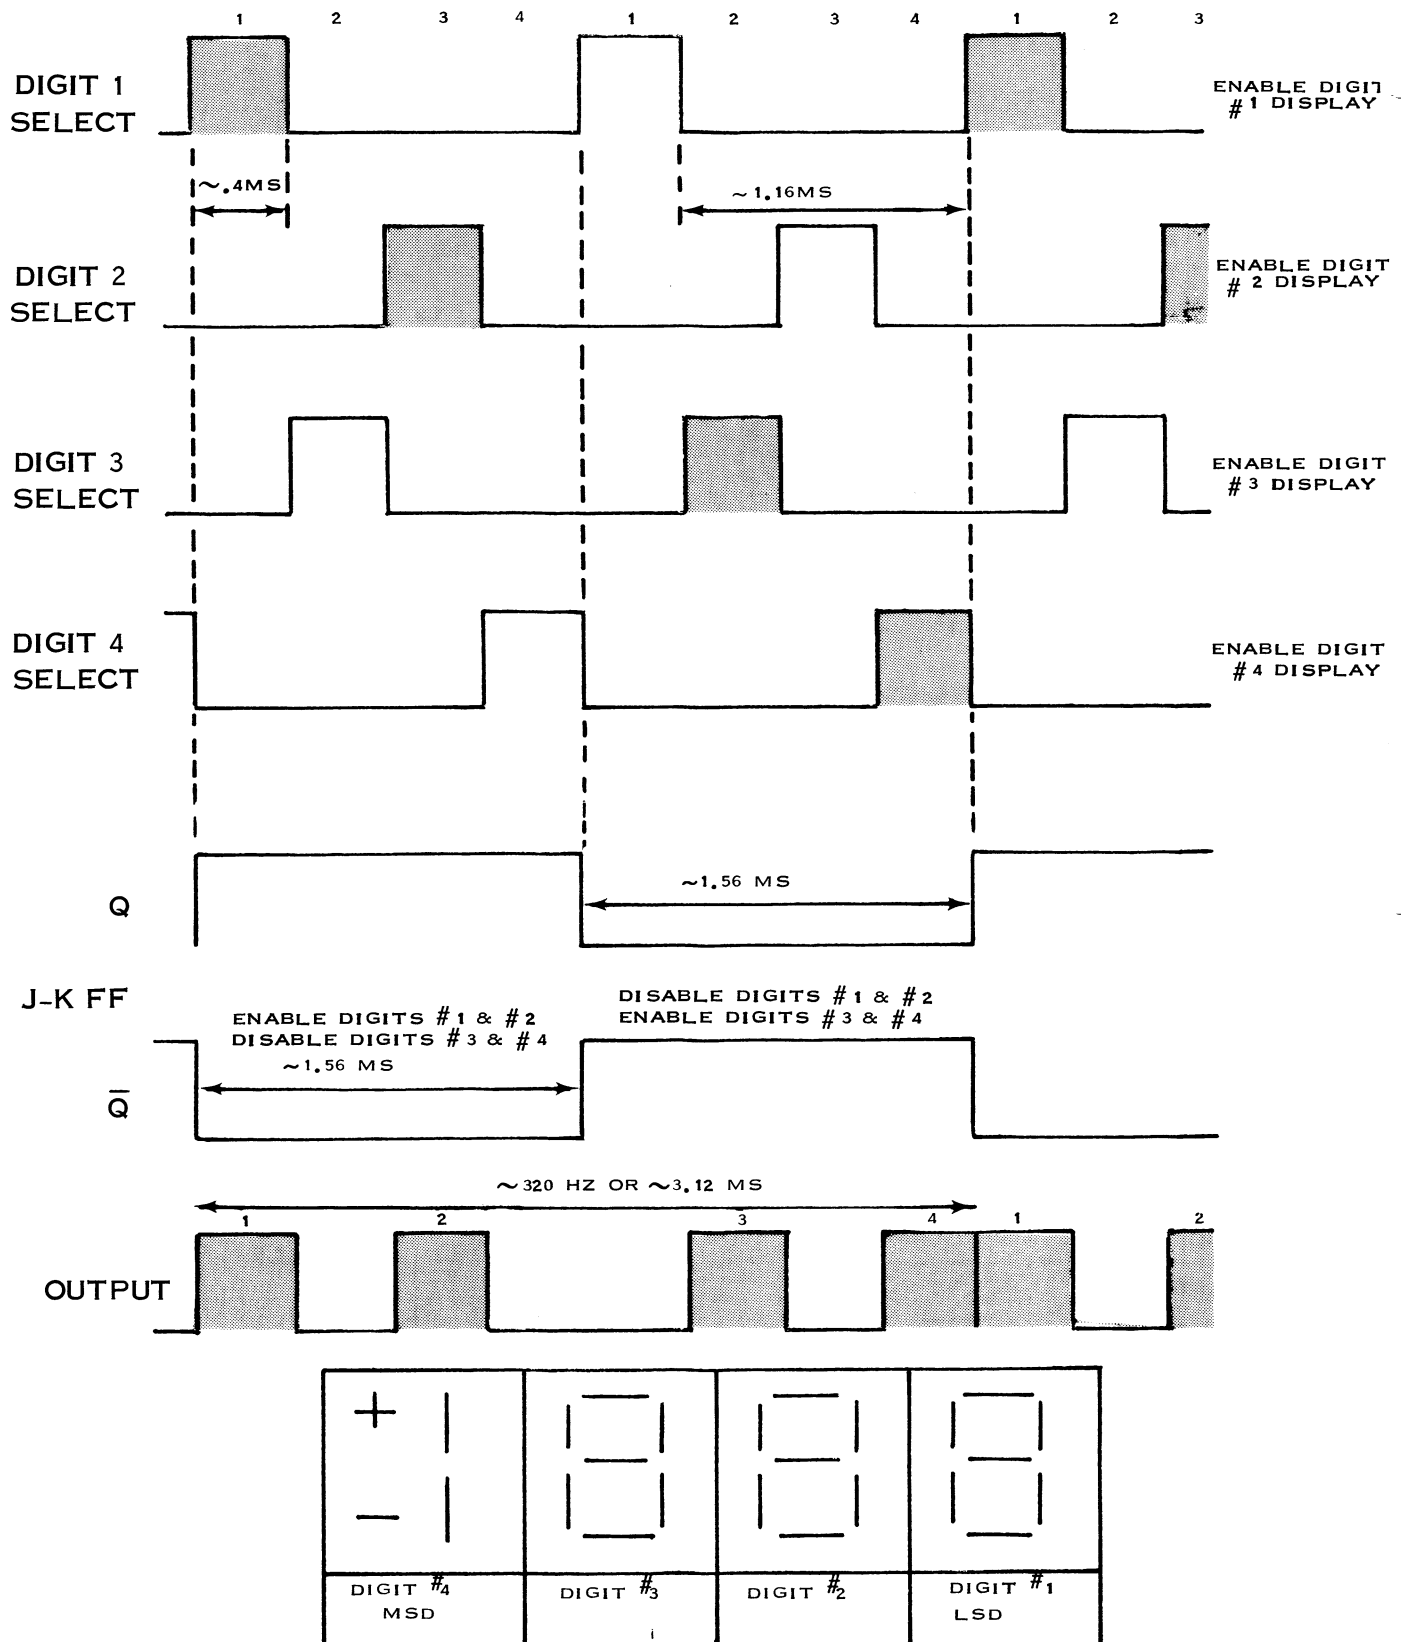 1 2 3 4 1 2 3 4 1 2 3
DIGIT 1
SELECT
ENABLE DIGIT
#1 DISPLAY
~.4MS
~1.16MS
DIGIT 2
SELECT
ENABLE DIGIT
#2 DISPLAY
DIGIT 3
SELECT
ENABLE DIGIT
#3 DISPLAY
DIGIT 4
SELECT
ENABLE DIGIT
#4 DISPLAY
Q
~1.56 MS
J-K FF
ENABLE DIGITS #1 & #2
DISABLE DIGITS #3 & #4
~1.56 MS
DISABLE DIGITS #1 & #2
ENABLE DIGITS #3 & #4
Q̅
~320 HZ OR ~3.12 MS
1 2 3 4 1 2
OUTPUT
+ 1 8 8 8
−
DIGIT #4
MSD
DIGIT #3
DIGIT #2
DIGIT #1
LSD